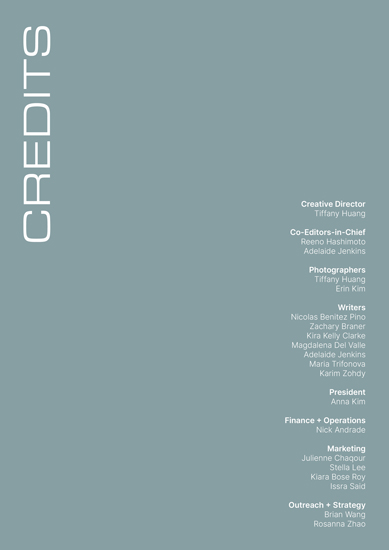 CREDITS
Creative Director
Tiffany Huang
Co-Editors-in-Chief
Reeno Hashimoto
Adelaide Jenkins
Photographers
Tiffany Huang
Erin Kim
Writers
Nicolas Benitez Pino
Zachary Braner
Kira Kelly Clarke
Magdalena Del Valle
Adelaide Jenkins
Maria Trifonova
Karim Zohdy
President
Anna Kim
Finance + Operations
Nick Andrade
Marketing
Julienne Chaqour
Stella Lee
Kiara Bose Roy
Issra Said
Outreach + Strategy
Brian Wang
Rosanna Zhao